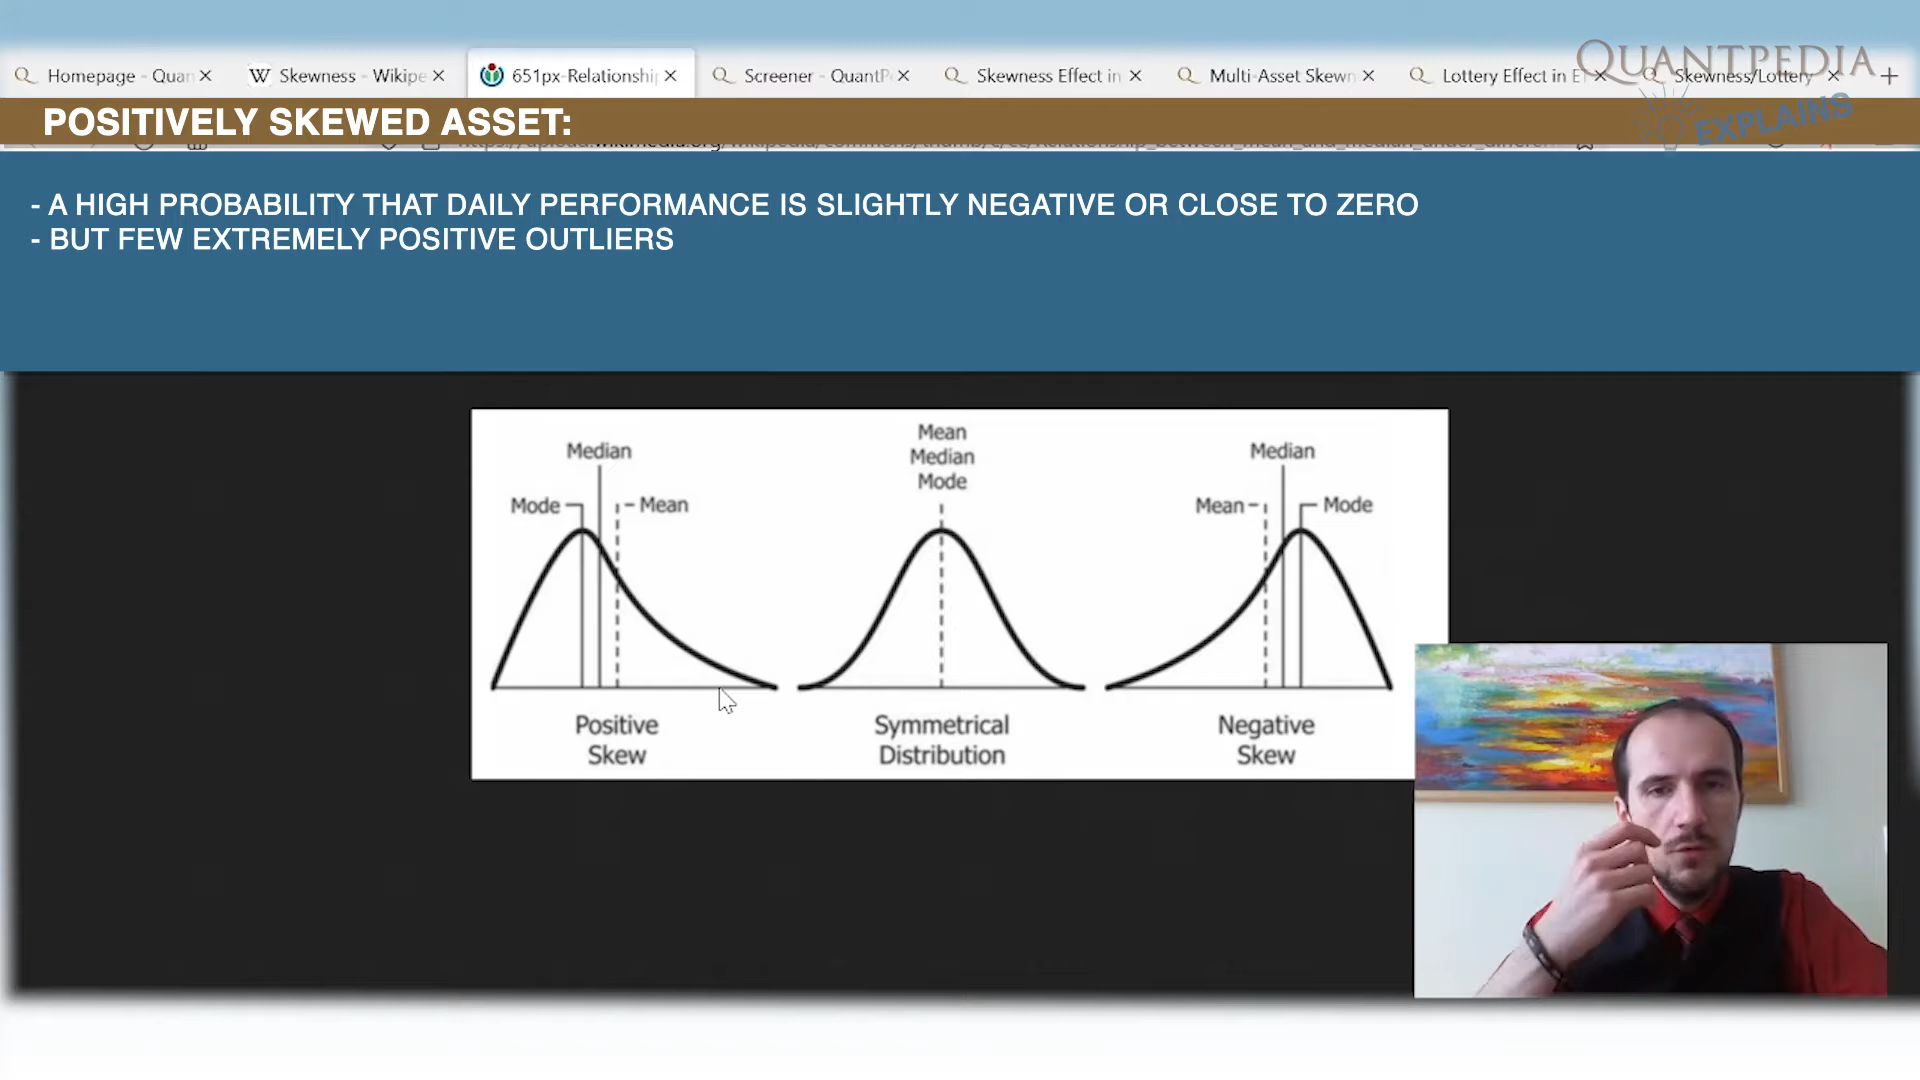 Homepage - Quan
Skewness - Wikipe
651px-Relationshi
Screener - QuantP
Skewness Effect in
Multi-Asset Skewn
Lottery Effect in E
Skewness/Lottery
QUANTPEDIA
EXPLAINS
POSITIVELY SKEWED ASSET:
- A HIGH PROBABILITY THAT DAILY PERFORMANCE IS SLIGHTLY NEGATIVE OR CLOSE TO ZERO
- BUT FEW EXTREMELY POSITIVE OUTLIERS
Median
Mode
Mean
Positive
Skew
Mean
Median
Mode
Symmetrical
Distribution
Median
Mean
Mode
Negative
Skew